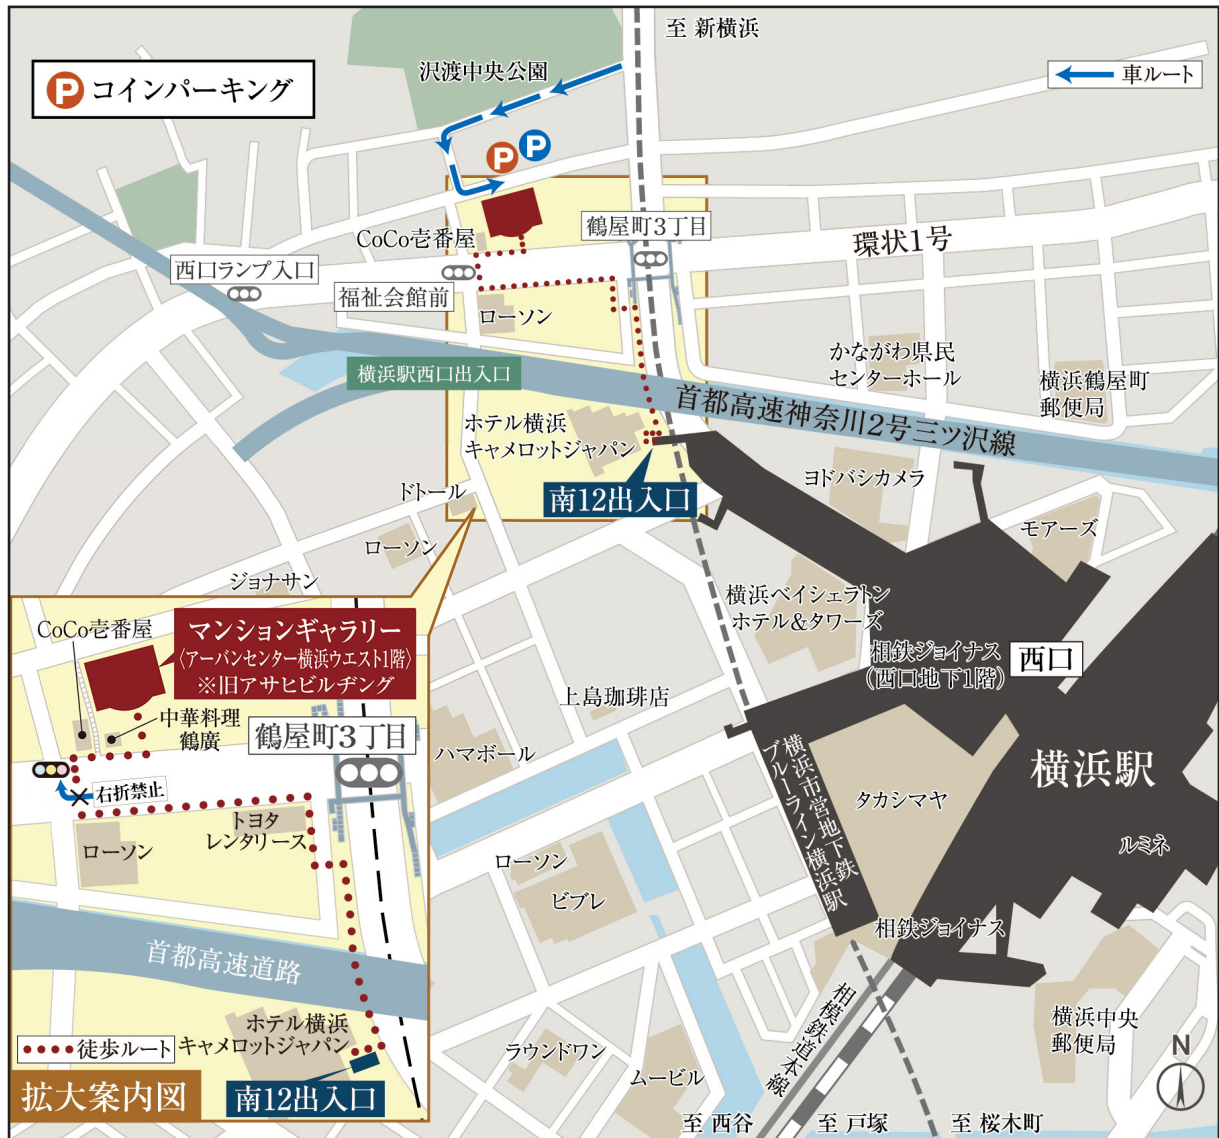 至 新横浜
沢渡中央公園
P コインパーキング
車ルート
P
P
鶴屋町3丁目
CoCo壱番屋
環状1号
西口ランプ入口
福祉会館前
ローソン
かながわ県民
センターホール
横浜鶴屋町
郵便局
横浜駅西口出入口
首都高速神奈川2号三ツ沢線
ホテル横浜
キャメロットジャパン
ヨドバシカメラ
南12出入口
ドトール
モアーズ
ローソン
ジョナサン
横浜ベイシェラトン
ホテル&タワーズ
相鉄ジョイナス
(西口地下1階)
西口
上島珈琲店
ハマボール
横浜市営地下鉄
ブルーライン横浜駅
タカシマヤ
横浜駅
ルミネ
ローソン
ビブレ
相鉄ジョイナス
相模鉄道本線
横浜中央
郵便局
ラウンドワン
ムービル
N
至 西谷
至 戸塚
至 桜木町
CoCo壱番屋
マンションギャラリー
〈アーバンセンター横浜ウエスト1階〉
※旧アサヒビルヂング
中華料理
鶴廣
鶴屋町3丁目
右折禁止
トヨタ
レンタリース
ローソン
首都高速道路
ホテル横浜
キャメロットジャパン
徒歩ルート
南12出入口
拡大案内図